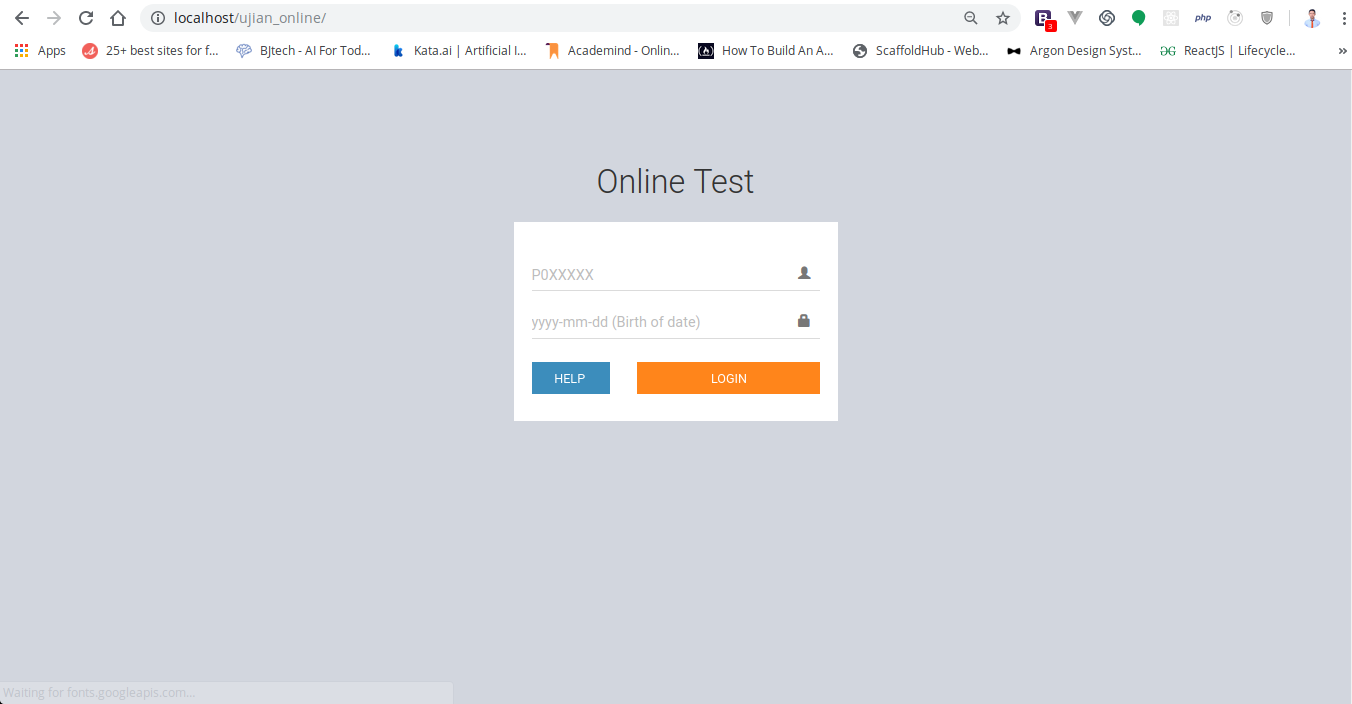 localhost/ujian_online/
3
php
Apps
25+ best sites for f...
BJtech - AI For Tod...
Kata.ai | Artificial I...
Academind - Onlin...
How To Build An A...
ScaffoldHub - Web...
Argon Design Syst...
ReactJS | Lifecycle...
»
Online Test
P0XXXXX
yyyy-mm-dd (Birth of date)
HELP
LOGIN
Waiting for fonts.googleapis.com...